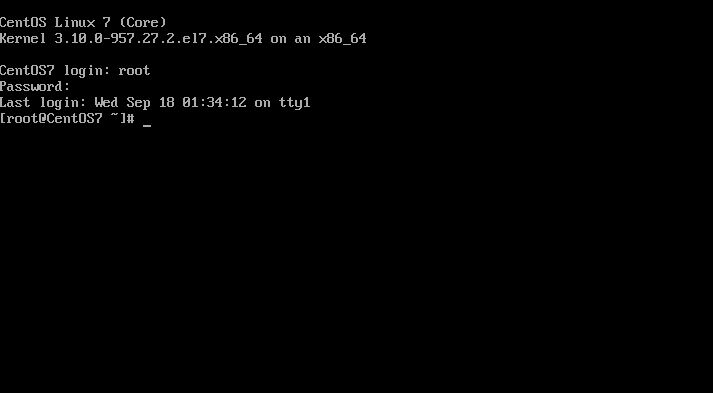 CentOS Linux 7 (Core)
Kernel 3.10.0-957.27.2.el7.x86_64 on an x86_64
CentOS7 login: root
Password:
Last login: Wed Sep 18 01:34:12 on tty1
[root@CentOS7 ~]# _